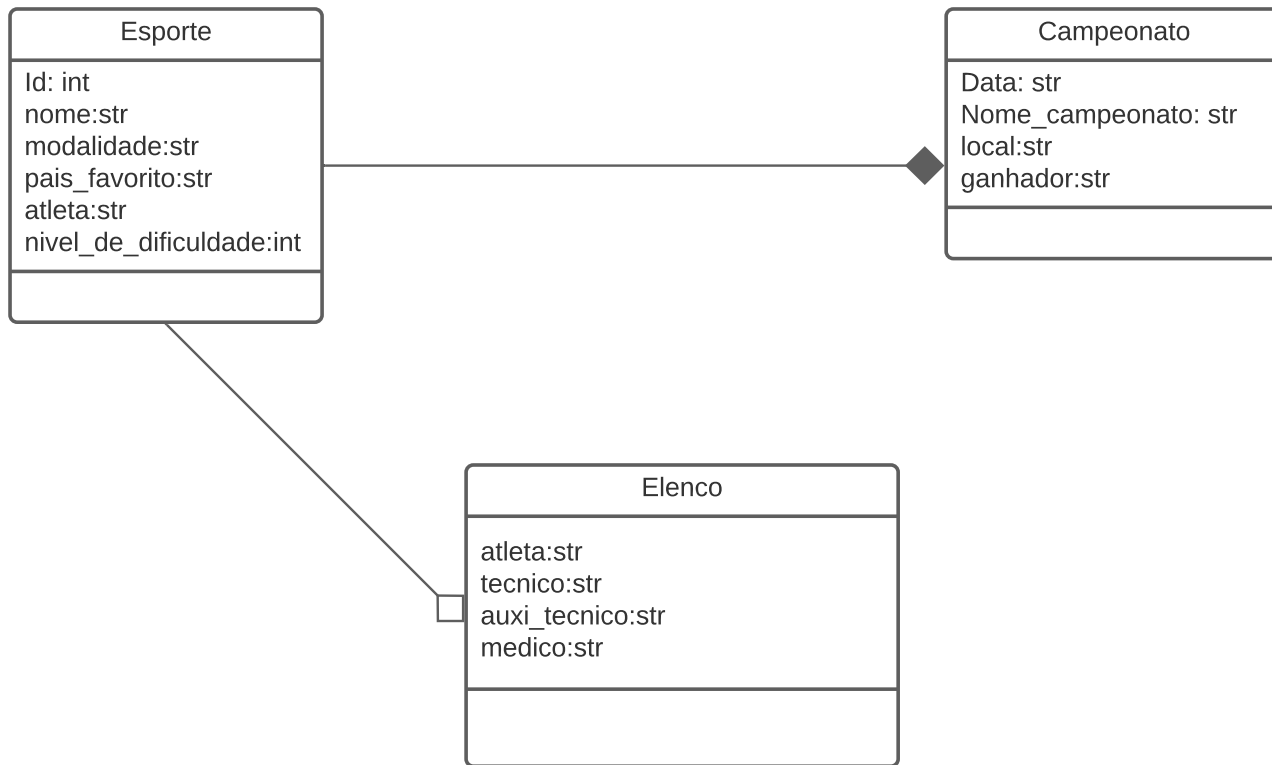 Esporte
Id: int
nome:str
modalidade:str
pais_favorito:str
atleta:str
nivel_de_dificuldade:int
Campeonato
Data: str
Nome_campeonato: str
local:str
ganhador:str
Elenco
atleta:str
tecnico:str
auxi_tecnico:str
medico:str